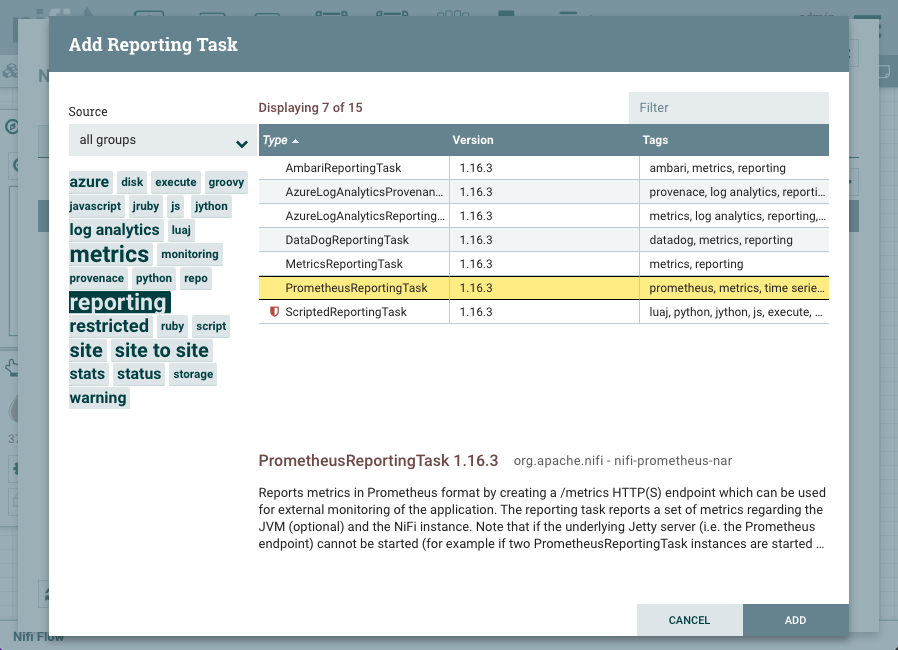 admin
Add Reporting Task
Source
all groups
azure disk execute groovy
javascript jruby js jython
log analytics luaj
metrics monitoring
provenace python repo
reporting
restricted ruby script
site site to site
stats status storage
warning
Displaying 7 of 15
Filter
Type Version Tags
AmbariReportingTask 1.16.3 ambari, metrics, reporting
AzureLogAnalyticsProvenan... 1.16.3 provenace, log analytics, reporti...
AzureLogAnalyticsReporting... 1.16.3 metrics, log analytics, reporting,...
DataDogReportingTask 1.16.3 datadog, metrics, reporting
MetricsReportingTask 1.16.3 metrics, reporting
PrometheusReportingTask 1.16.3 prometheus, metrics, time serie...
ScriptedReportingTask 1.16.3 luaj, python, jython, js, execute, ...
PrometheusReportingTask 1.16.3 org.apache.nifi - nifi-prometheus-nar
Reports metrics in Prometheus format by creating a /metrics HTTP(S) endpoint which can be used
for external monitoring of the application. The reporting task reports a set of metrics regarding the
JVM (optional) and the NiFi instance. Note that if the underlying Jetty server (i.e. the Prometheus
endpoint) cannot be started (for example if two PrometheusReportingTask instances are started ...
CANCEL ADD
Nifi Flow